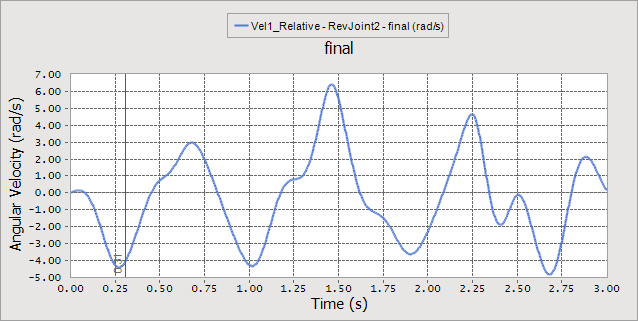 Vel1_Relative - RevJoint2 - final (rad/s)
final
Angular Velocity (rad/s)
7.00
6.00
5.00
4.00
3.00
2.00
1.00
0.00
-1.00
-2.00
-3.00
-4.00
-5.00
0.31
0.00 0.25 0.50 0.75 1.00 1.25 1.50 1.75 2.00 2.25 2.50 2.75 3.00
Time (s)